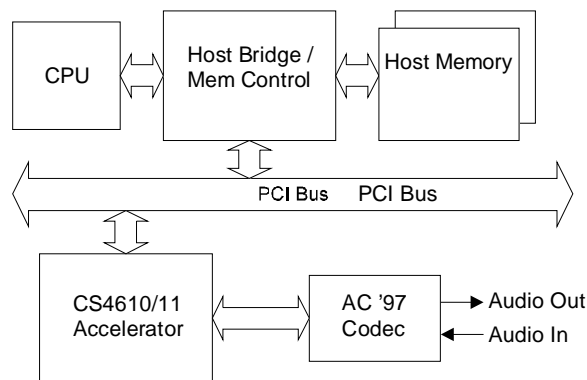 CPU
Host Bridge /
Mem Control
Host Memory
PCI Bus PCI Bus
CS4610/11
Accelerator
AC '97
Codec
Audio Out
Audio In